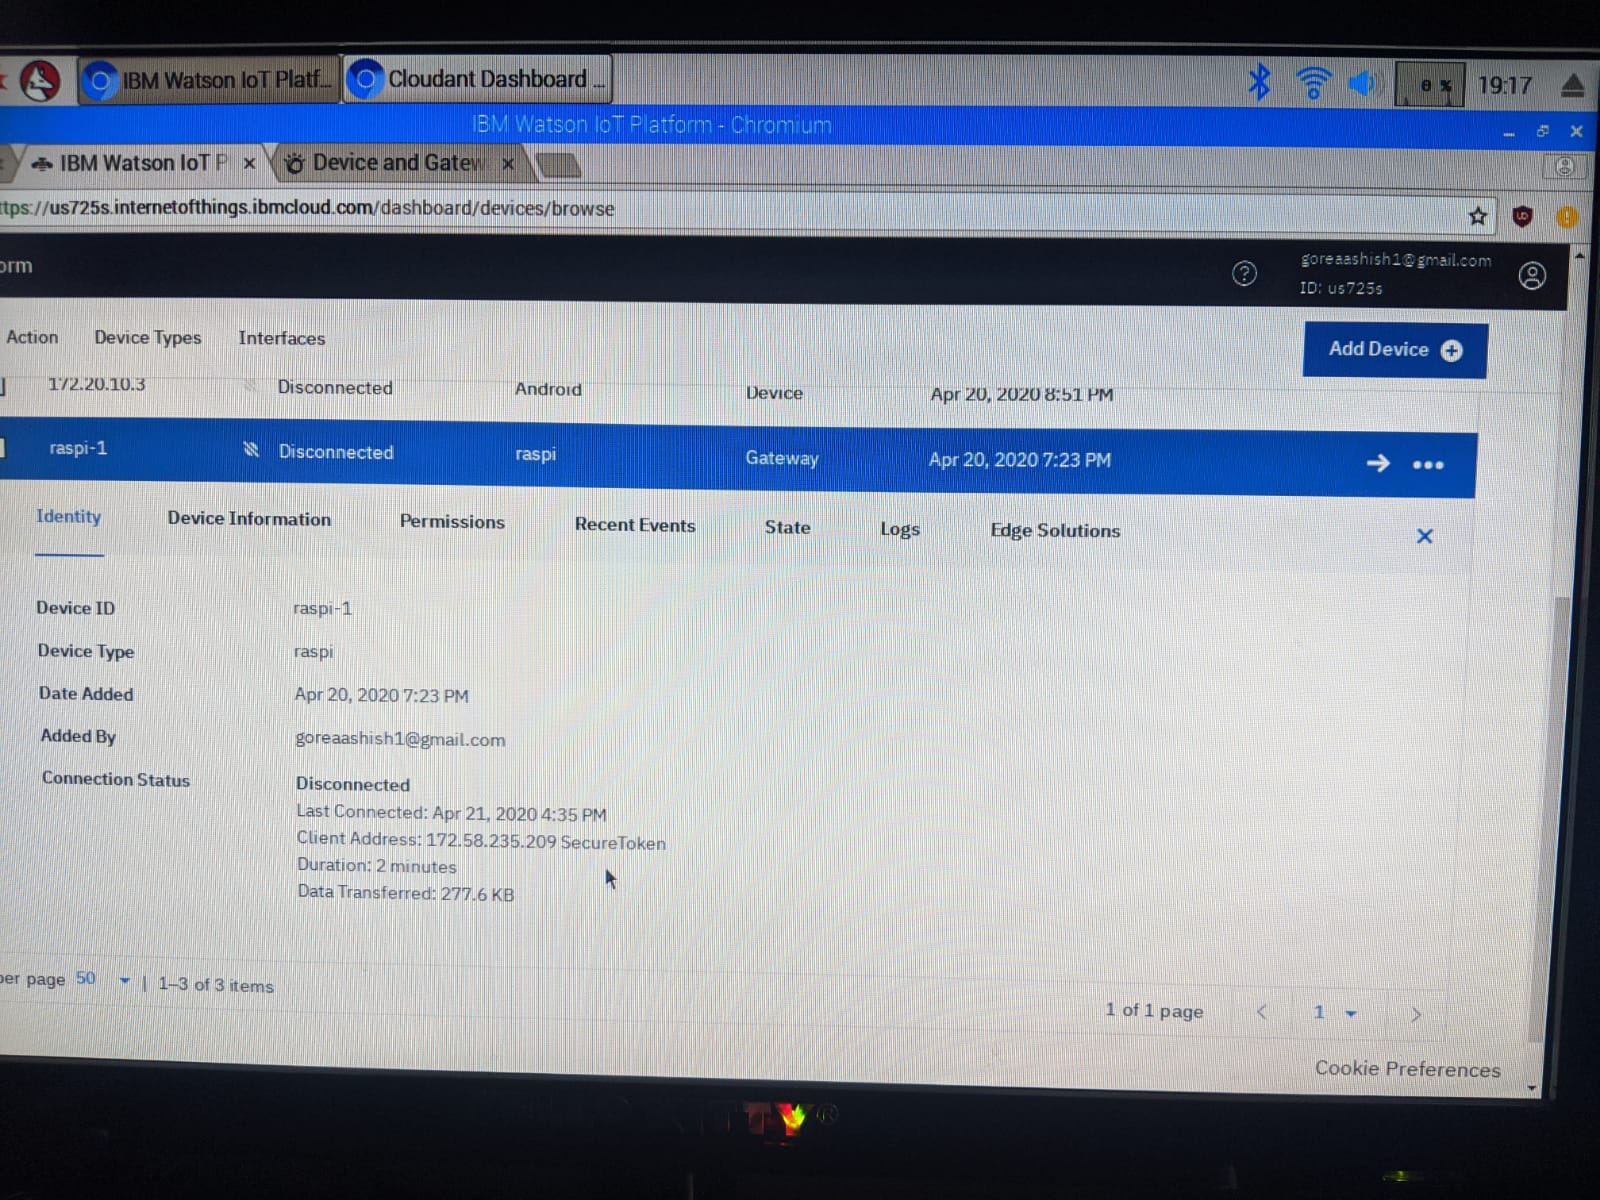 IBM Watson IoT Platf...
Cloudant Dashboard ...
0 %
19:17
IBM Watson IoT Platform - Chromium
IBM Watson IoT P
Device and Gatew
ttps://us725s.internetofthings.ibmcloud.com/dashboard/devices/browse
orm
goreaashish1@gmail.com
ID: us725s
Action Device Types Interfaces
Add Device
172.20.10.3 Disconnected Android Device Apr 20, 2020 8:51 PM
raspi-1 Disconnected raspi Gateway Apr 20, 2020 7:23 PM
Identity Device Information Permissions Recent Events State Logs Edge Solutions
Device ID raspi-1
Device Type raspi
Date Added Apr 20, 2020 7:23 PM
Added By goreaashish1@gmail.com
Connection Status Disconnected
Last Connected: Apr 21, 2020 4:35 PM
Client Address: 172.58.235.209 SecureToken
Duration: 2 minutes
Data Transferred: 277.6 KB
per page 50 | 1–3 of 3 items
1 of 1 page 1
Cookie Preferences